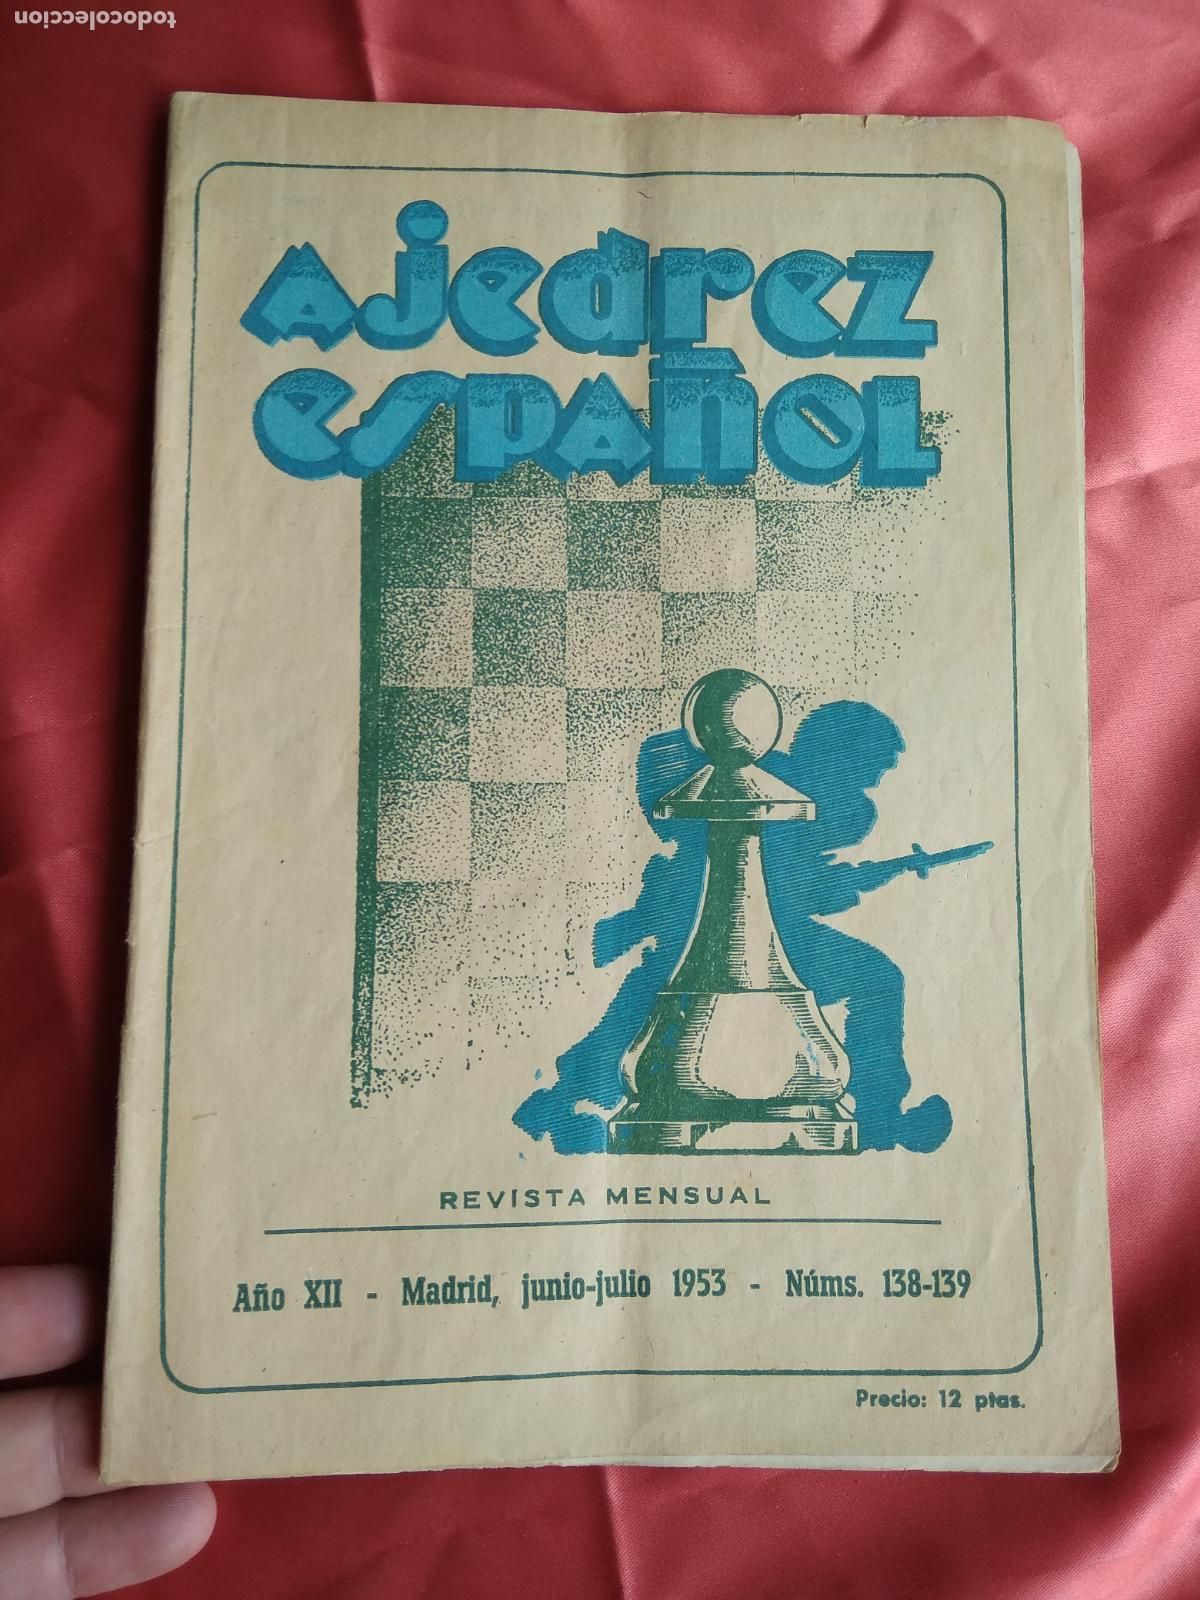 todocoleccion
Ajedrez
español
REVISTA MENSUAL
Año XII - Madrid, junio-julio 1953 - Núms. 138-139
Precio: 12 ptas.